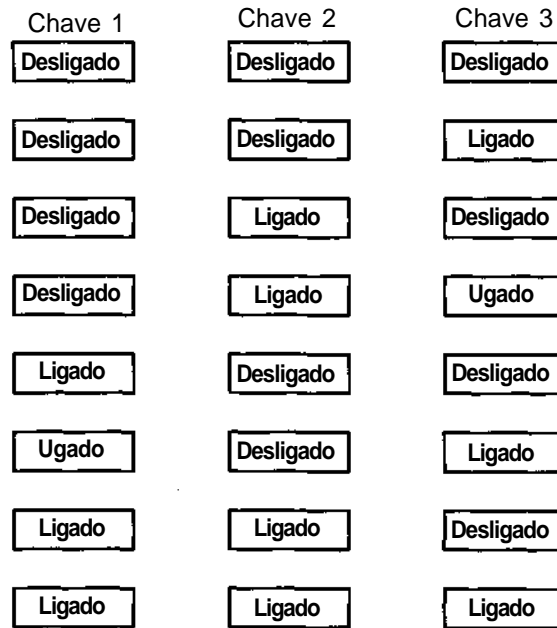 Chave 1 Chave 2 Chave 3
Desligado Desligado Desligado
Desligado Desligado Ligado
Desligado Ligado Desligado
Desligado Ligado Ugado
Ligado Desligado Desligado
Ugado Desligado Ligado
Ligado Ligado Desligado
Ligado Ligado Ligado